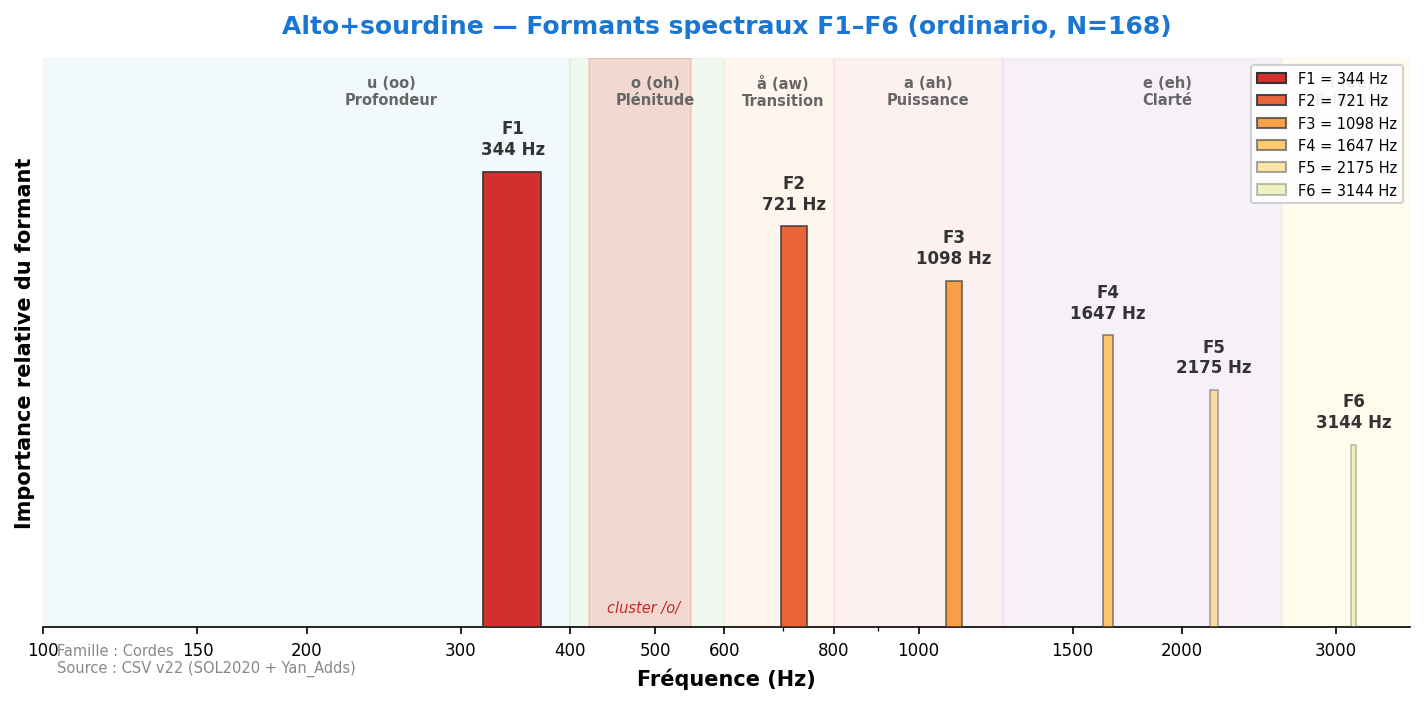 Alto+sourdine — Formants spectraux F1–F6 (ordinario, N=168)
u (oo)
Profondeur
o (oh)
Plénitude
å (aw)
Transition
a (ah)
Puissance
e (eh)
Clarté
F1 = 344 Hz
F2 = 721 Hz
F3 = 1098 Hz
F4 = 1647 Hz
F5 = 2175 Hz
F6 = 3144 Hz
F1
344 Hz
F2
721 Hz
F3
1098 Hz
F4
1647 Hz
F5
2175 Hz
F6
3144 Hz
Importance relative du formant
cluster /o/
100 150 200 300 400 500 600 800 1000 1500 2000 3000
Famille : Cordes
Source : CSV v22 (SOL2020 + Yan_Adds)
Fréquence (Hz)